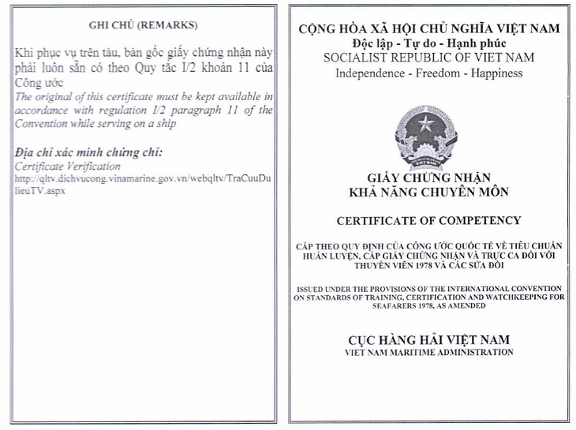 GHI CHÚ (REMARKS)
Khi phục vụ trên tàu, bản gốc giấy chứng nhận này
phải luôn sẵn có theo Quy tắc I/2 khoản 11 của
Công ước
The original of this certificate must be kept available in
accordance with regulation I/2 paragraph 11 of the
Convention while serving on a ship
Địa chỉ xác minh chứng chỉ:
Certificate Verification
http://qltv.dichvucong.vinamarine.gov.vn/webqltv/TraCuuDu
lieuTV.aspx
CỘNG HÒA XÃ HỘI CHỦ NGHĨA VIỆT NAM
Độc lập - Tự do - Hạnh phúc
SOCIALIST REPUBLIC OF VIET NAM
Independence - Freedom - Happiness
GIẤY CHỨNG NHẬN
KHẢ NĂNG CHUYÊN MÔN
CERTIFICATE OF COMPETENCY
CẤP THEO QUY ĐỊNH CỦA CÔNG ƯỚC QUỐC TẾ VỀ TIÊU CHUẨN
HUẤN LUYỆN, CẤP GIẤY CHỨNG NHẬN VÀ TRỰC CA ĐỐI VỚI
THUYỀN VIÊN 1978 VÀ CÁC SỬA ĐỔI
ISSUED UNDER THE PROVISIONS OF THE INTERNATIONAL CONVENTION
ON STANDARDS OF TRAINING, CERTIFICATION AND WATCHKEEPING FOR
SEAFARERS 1978, AS AMENDED
CỤC HÀNG HẢI VIỆT NAM
VIET NAM MARITIME ADMINISTRATION